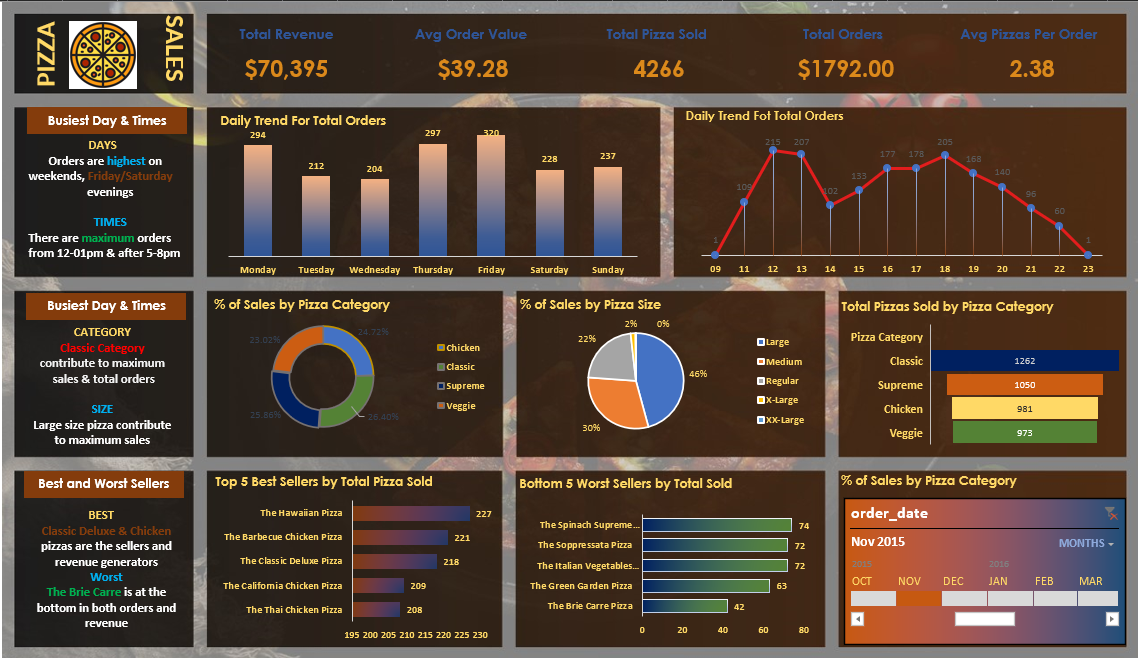 PIZZA
SALES
Total Revenue
$70,395
Avg Order Value
$39.28
Total Pizza Sold
4266
Total Orders
$1792.00
Avg Pizzas Per Order
2.38
Busiest Day & Times
DAYS
Orders are highest on
weekends, Friday/Saturday
evenings
TIMES
There are maximum orders
from 12-01pm & after 5-8pm
Daily Trend For Total Orders
294
212
204
297
320
228
237
Monday
Tuesday
Wednesday
Thursday
Friday
Saturday
Sunday
Daily Trend Fot Total Orders
1
109
215
207
102
133
177
178
205
168
140
96
60
1
09
11
12
13
14
15
16
17
18
19
20
21
22
23
Busiest Day & Times
CATEGORY
Classic Category
contribute to maximum
sales & total orders
SIZE
Large size pizza contribute
to maximum sales
% of Sales by Pizza Category
23.02%
24.72%
25.86%
26.40%
Chicken
Classic
Supreme
Veggie
% of Sales by Pizza Size
2%
0%
22%
46%
30%
Large
Medium
Regular
X-Large
XX-Large
Total Pizzas Sold by Pizza Category
Pizza Category
Classic
1262
Supreme
1050
Chicken
981
Veggie
973
Best and Worst Sellers
BEST
Classic Deluxe & Chicken
pizzas are the sellers and
revenue generators
Worst
The Brie Carre is at the
bottom in both orders and
revenue
Top 5 Best Sellers by Total Pizza Sold
The Hawaiian Pizza
227
The Barbecue Chicken Pizza
221
The Classic Deluxe Pizza
218
The California Chicken Pizza
209
The Thai Chicken Pizza
208
195 200 205 210 215 220 225 230
Bottom 5 Worst Sellers by Total Sold
The Spinach Supreme...
74
The Soppressata Pizza
72
The Italian Vegetables...
72
The Green Garden Pizza
63
The Brie Carre Pizza
42
0 20 40 60 80
% of Sales by Pizza Category
order_date
Nov 2015
MONTHS
2015
2016
OCT
NOV
DEC
JAN
FEB
MAR